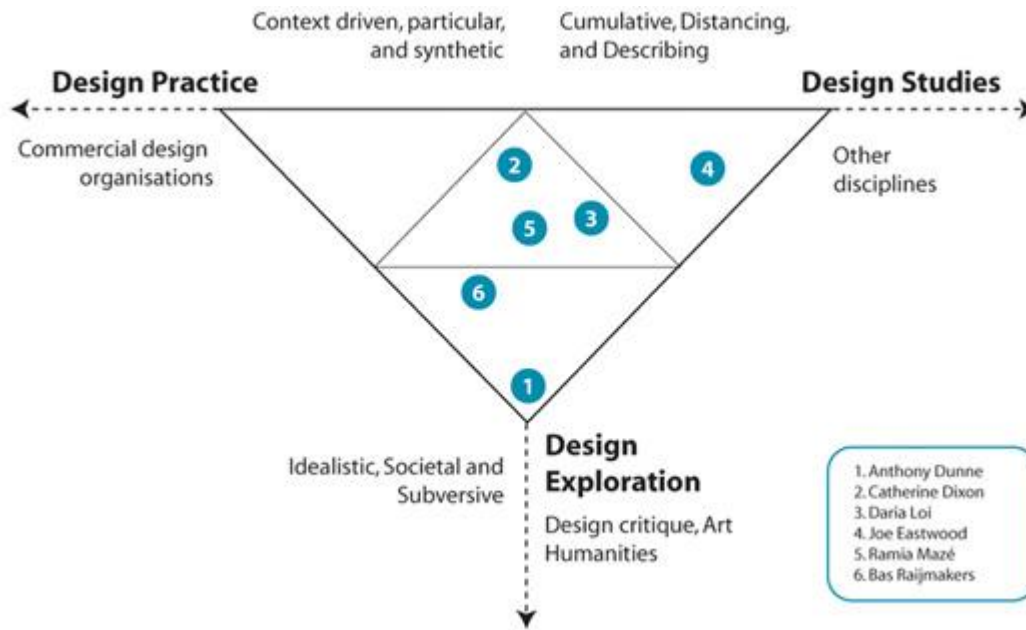 Context driven, particular,
and synthetic
Cumulative, Distancing,
and Describing
Design Practice
Design Studies
Commercial design
organisations
Other
disciplines
2
4
3
5
6
1
Idealistic, Societal and
Subversive
Design
Exploration
Design critique, Art
Humanities
1. Anthony Dunne
2. Catherine Dixon
3. Daria Loi
4. Joe Eastwood
5. Ramia Mazé
6. Bas Raijmakers